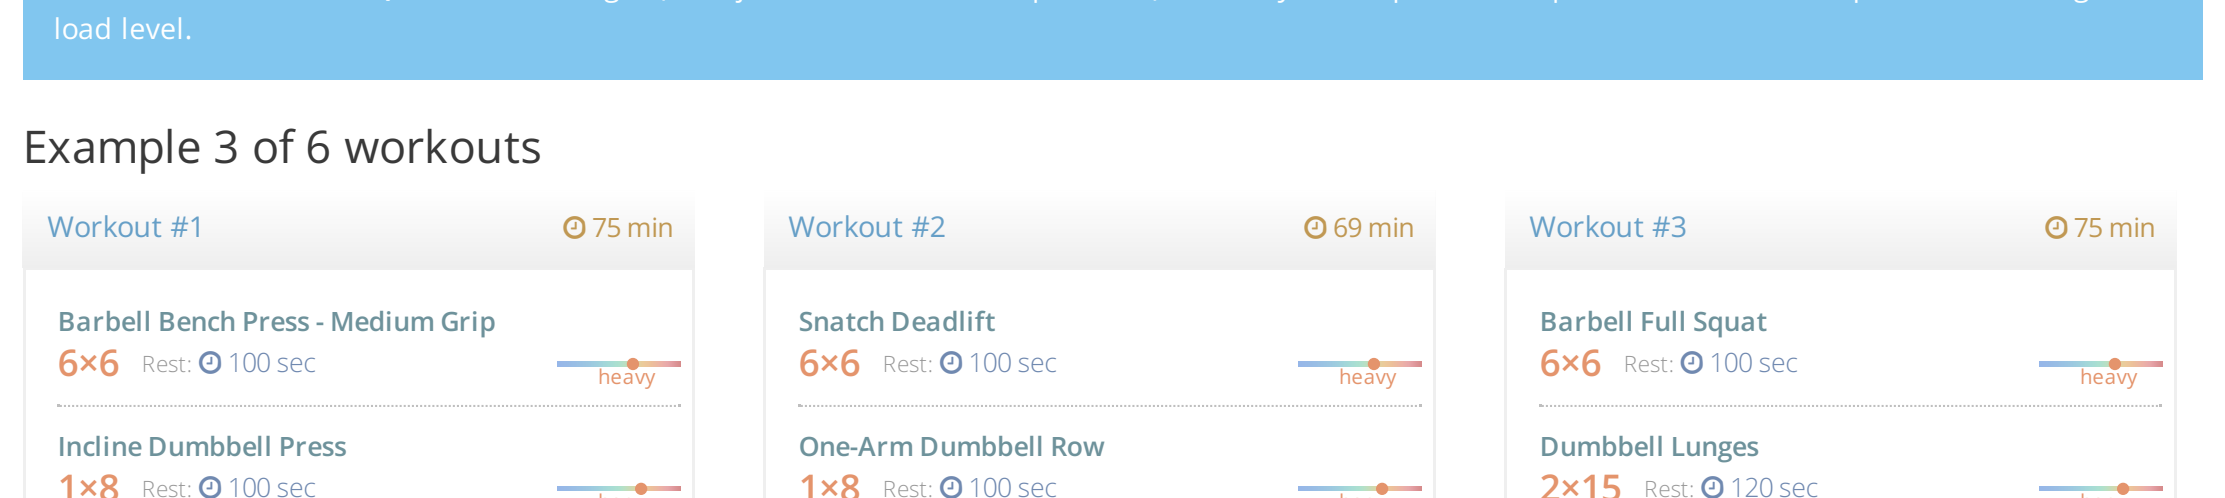 load level.
Example 3 of 6 workouts
Workout #1 75 min
Workout #2 69 min
Workout #3 75 min
Barbell Bench Press - Medium Grip
6×6 Rest: 100 sec
heavy
Incline Dumbbell Press
1×8 Rest: 100 sec
Snatch Deadlift
6×6 Rest: 100 sec
heavy
One-Arm Dumbbell Row
1×8 Rest: 100 sec
Barbell Full Squat
6×6 Rest: 100 sec
heavy
Dumbbell Lunges
2×15 Rest: 120 sec